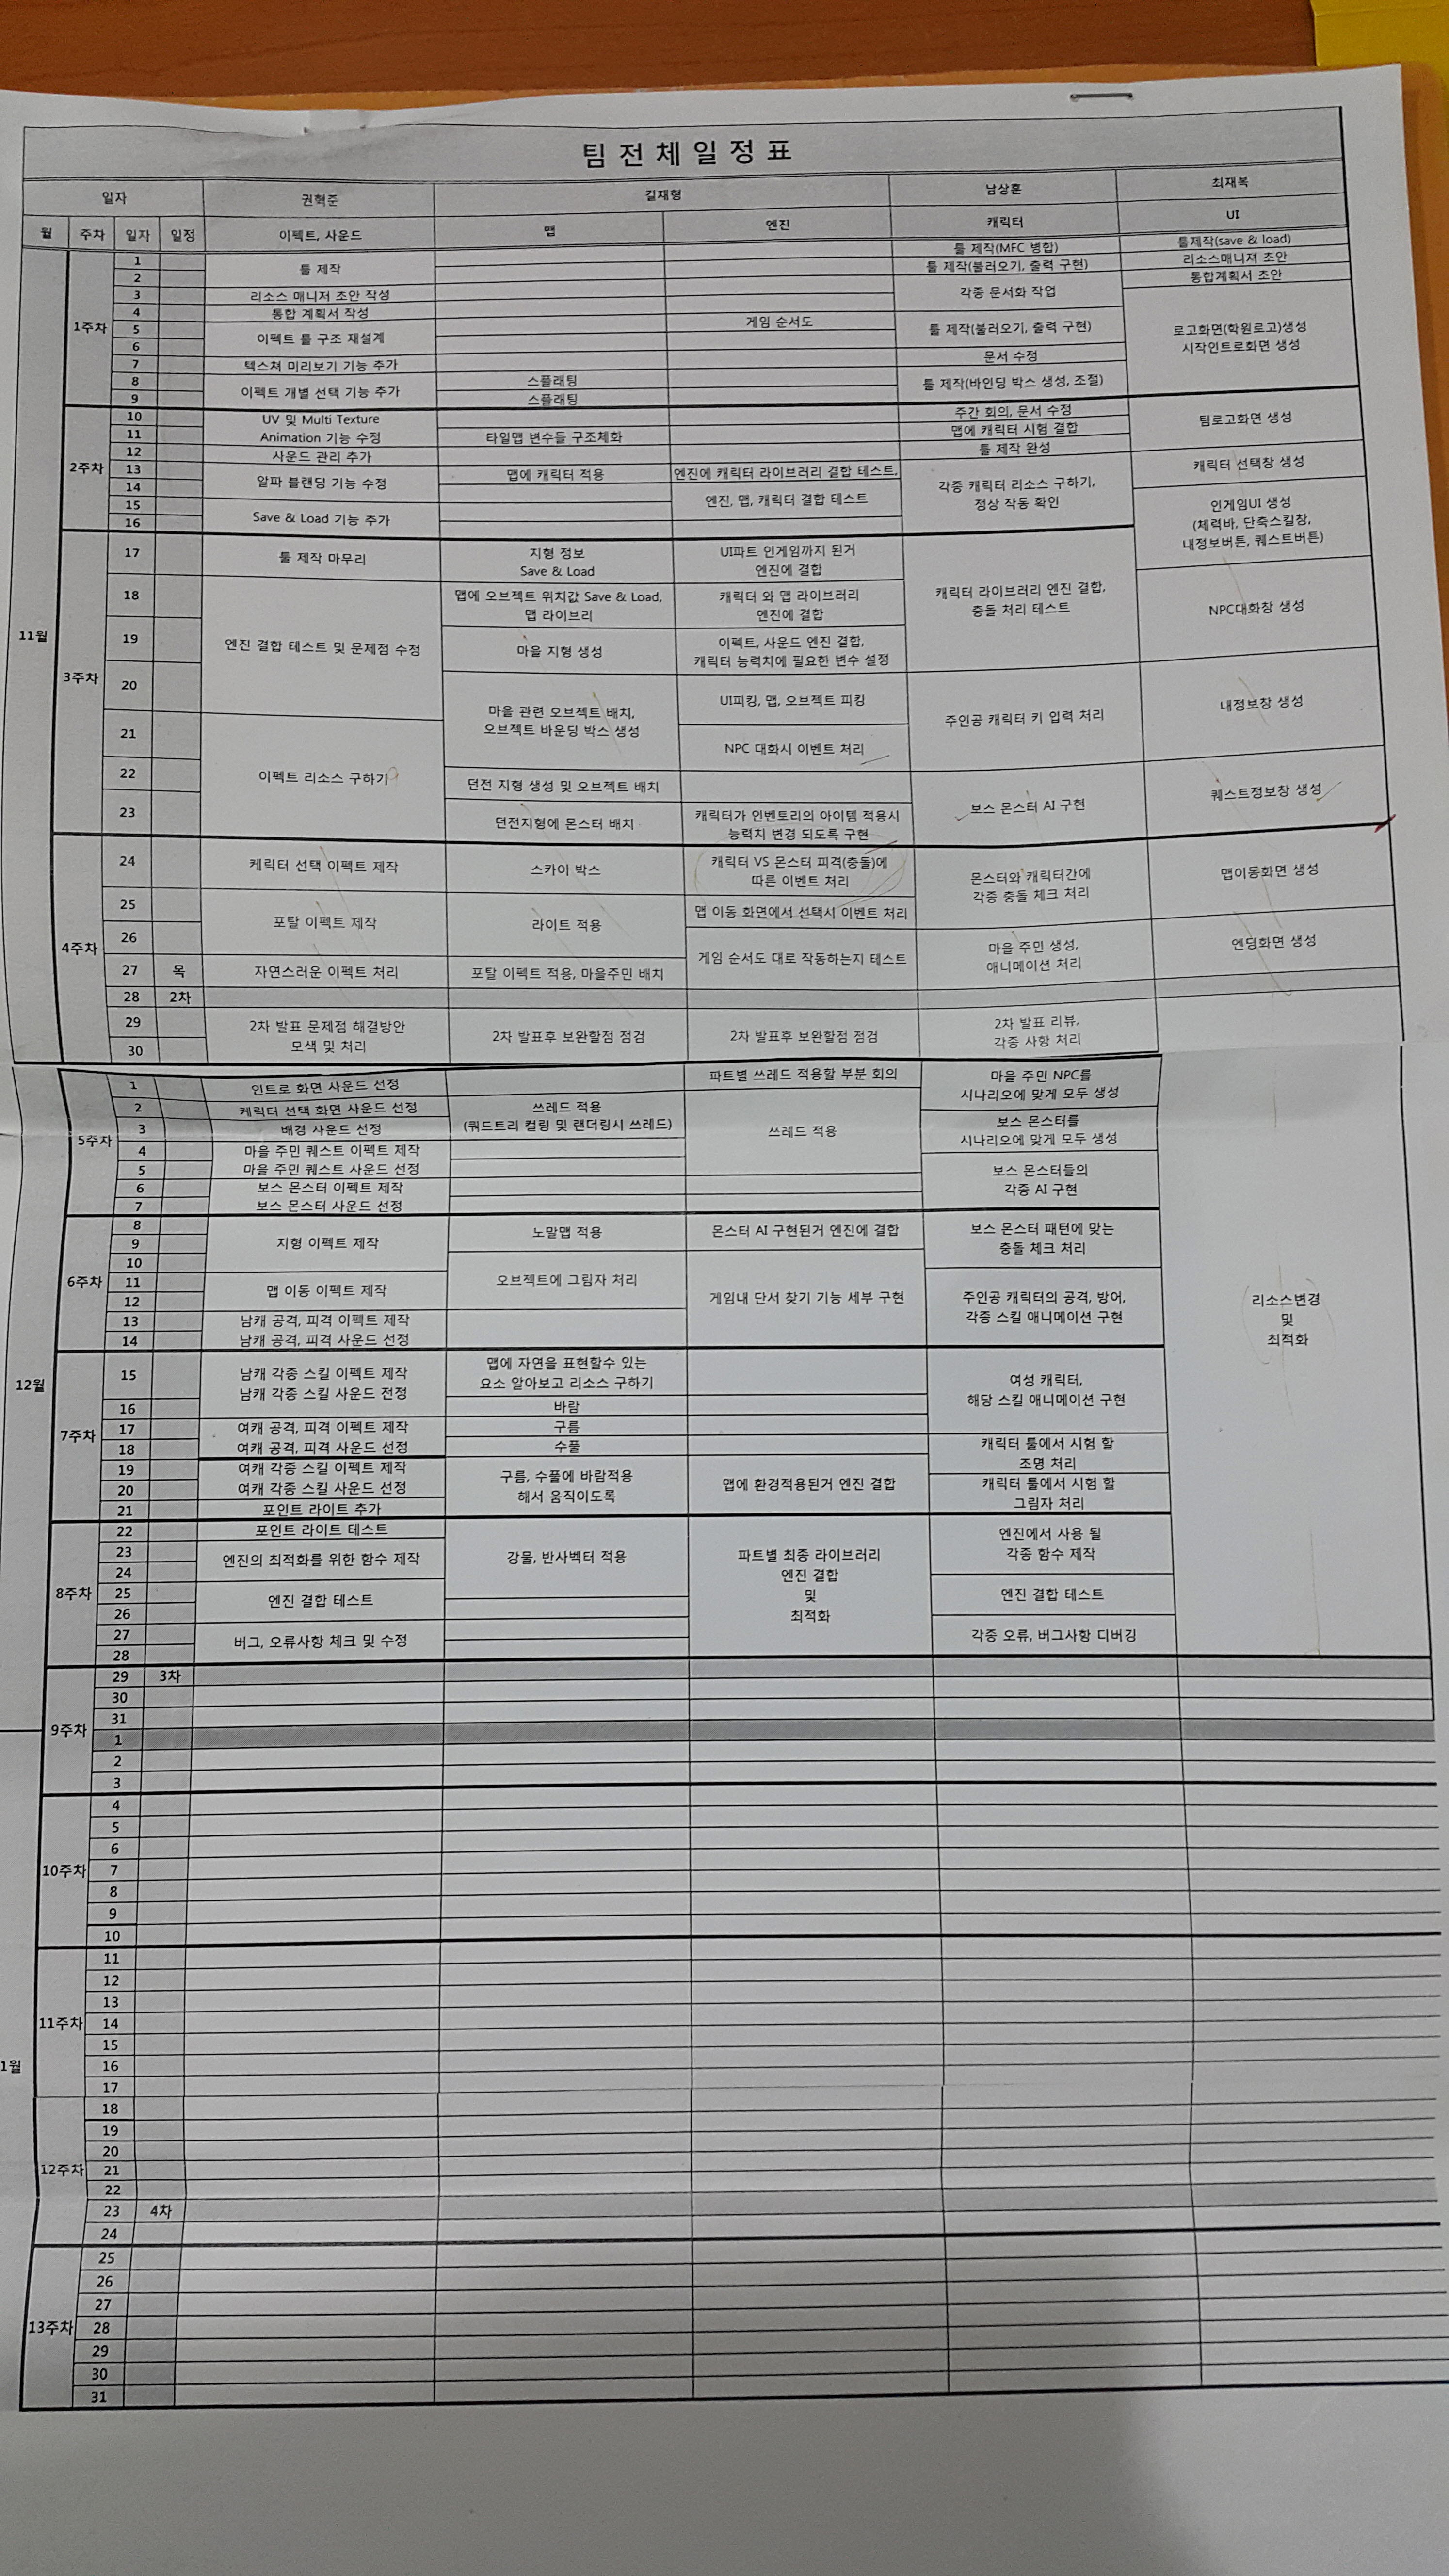 팀 전 체 일 정 표
일자 권혁준 길재형 남상훈 최재복
월 주차 일자 일정 이펙트, 사운드 맵 엔진 캐릭터 UI
11월
1주차
1 툴 제작 툴 제작(MFC 병합) 툴제작(save & load)
2 툴 제작(불러오기, 출력 구현) 리소스매니져 조안
3 리소스 매니저 조안 작성 각종 문서화 작업 통합계획서 조안
4 통합 계획서 작성 로고화면(학원로고)생성
시작인트로화면 생성
5 이펙트 툴 구조 재설계 게임 순서도 툴 제작(불러오기, 출력 구현)
6
7 텍스쳐 미리보기 기능 추가 문서 수정
8 이펙트 개별 선택 기능 추가 스플래팅 툴 제작(바인딩 박스 생성, 조절)
9 스플래팅
2주차
10 UV 및 Multi Texture 주간 회의, 문서 수정 팀로고화면 생성
11 Animation 기능 수정 타일맵 변수들 구조체화 맵에 캐릭터 시험 결합
12 사운드 관리 추가 툴 제작 완성
13 알파 블랜딩 기능 수정 맵에 캐릭터 적용 엔진에 캐릭터 라이브러리 결합 테스트, 각종 캐릭터 리소스 구하기,
정상 작동 확인 캐릭터 선택창 생성
14 엔진, 맵, 캐릭터 결합 테스트
15 Save & Load 기능 추가 인게임UI 생성
(체력바, 단축스킬창,
내정보버튼, 퀘스트버튼)
16
3주차
17 툴 제작 마무리 지형 정보
Save & Load UI파트 인게임까지 된거
엔진에 결합 캐릭터 라이브러리 엔진 결합,
중돌 처리 테스트
18 엔진 결합 테스트 및 문제점 수정 맵에 오브젝트 위치값 Save & Load,
맵 라이브리 캐릭터 와 맵 라이브러리
엔진에 결합 NPC대화창 생성
19 마을 지형 생성 이펙트, 사운드 엔진 결합,
캐릭터 능력치에 필요한 변수 설정
20 마을 관련 오브젝트 배치,
오브젝트 바운딩 박스 생성 UI피킹, 맵, 오브젝트 피킹 주인공 캐릭터 키 입력 처리 내정보창 생성
21 이펙트 리소스 구하기 NPC 대화시 이벤트 처리
22 던전 지형 생성 및 오브젝트 배치 보스 몬스터 AI 구현 퀘스트정보창 생성
23 던전지형에 몬스터 배치 캐릭터가 인벤토리의 아이템 적용시
능력치 변경 되도록 구현
4주차
24 케릭터 선택 이펙트 제작 스카이 박스 캐릭터 VS 몬스터 피격(중돌)에
따른 이벤트 처리 몬스터와 캐릭터간에
각종 중돌 체크 처리 맵이동화면 생성
25 포탈 이펙트 제작 라이트 적용 맵 이동 화면에서 선택시 이벤트 처리
26 게임 순서도 대로 작동하는지 테스트 마을 주민 생성,
애니메이션 처리 엔딩화면 생성
27 목 자연스러운 이펙트 처리 포탈 이펙트 적용, 마을주민 배치
28 2차
29 2차 발표 문제점 해결방안
모색 및 처리 2차 발표후 보완할점 점검 2차 발표후 보완할점 점검 2차 발표 리뷰,
각종 사항 처리
30
12월
5주차
1 인트로 화면 사운드 선정 파트별 쓰레드 적용할 부분 회의 마을 주민 NPC를
시나리오에 맞게 모두 생성 리소스변경
및
최적화
2 케릭터 선택 화면 사운드 선정 쓰레드 적용
(쿼드트리 컬링 및 랜더링시 쓰레드) 쓰레드 적용 보스 몬스터를
시나리오에 맞게 모두 생성
3 배경 사운드 선정
4 마을 주민 퀘스트 이펙트 제작 보스 몬스터들의
각종 AI 구현
5 마을 주민 퀘스트 사운드 선정
6 보스 몬스터 이펙트 제작
7 보스 몬스터 사운드 선정
6주차
8 지형 이펙트 제작 노말맵 적용 몬스터 AI 구현된거 엔진에 결합 보스 몬스터 패턴에 맞는
중돌 체크 처리
9
10 오브젝트에 그림자 처리 게임내 단서 찾기 기능 세부 구현
11 맵 이동 이펙트 제작 주인공 캐릭터의 공격, 방어,
각종 스킬 애니메이션 구현
12
13 남캐 공격, 피격 이펙트 제작
14 남캐 공격, 피격 사운드 선정
7주차
15 남캐 각종 스킬 이펙트 제작
남캐 각종 스킬 사운드 전정 맵에 자연을 표현할수 있는
요소 알아보고 리소스 구하기 여성 캐릭터,
해당 스킬 애니메이션 구현
16 바람
17 여캐 공격, 피격 이펙트 제작 구름
18 여캐 공격, 피격 사운드 선정 수풀 캐릭터 툴에서 시험 할
조명 처리
19 여캐 각종 스킬 이펙트 제작 구름, 수풀에 바람적용
해서 움직이도록 맵에 환경적용된거 엔진 결합
20 여캐 각종 스킬 사운드 선정 캐릭터 툴에서 시험 할
그림자 처리
21 포인트 라이트 추가
8주차
22 포인트 라이트 테스트 강물, 반사벡터 적용 파트별 최종 라이브러리
엔진 결합
및
최적화 엔진에서 사용 될
각종 함수 제작
23 엔진의 최적화를 위한 함수 제작
24
25 엔진 결합 테스트 엔진 결합 테스트
26
27 버그, 오류사항 체크 및 수정 각종 오류, 버그사항 디버깅
28
9주차
29 3차
30
31
1월
1
2
3
10주차
4
5
6
7
8
9
10
11주차
11
12
13
14
15
16
17
12주차
18
19
20
21
22
23 4차
24
13주차
25
26
27
28
29
30
31